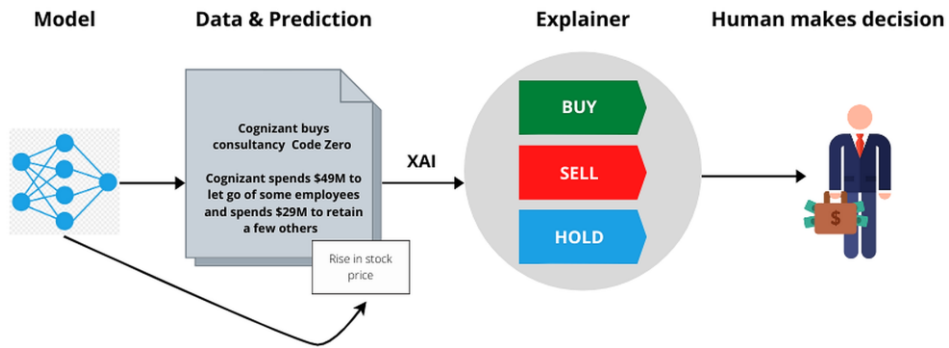 Model
Data & Prediction
Explainer
Human makes decision
Cognizant buys
consultancy Code Zero
Cognizant spends $49M to
let go of some employees
and spends $29M to retain
a few others
Rise in stock
price
XAI
BUY
SELL
HOLD
$